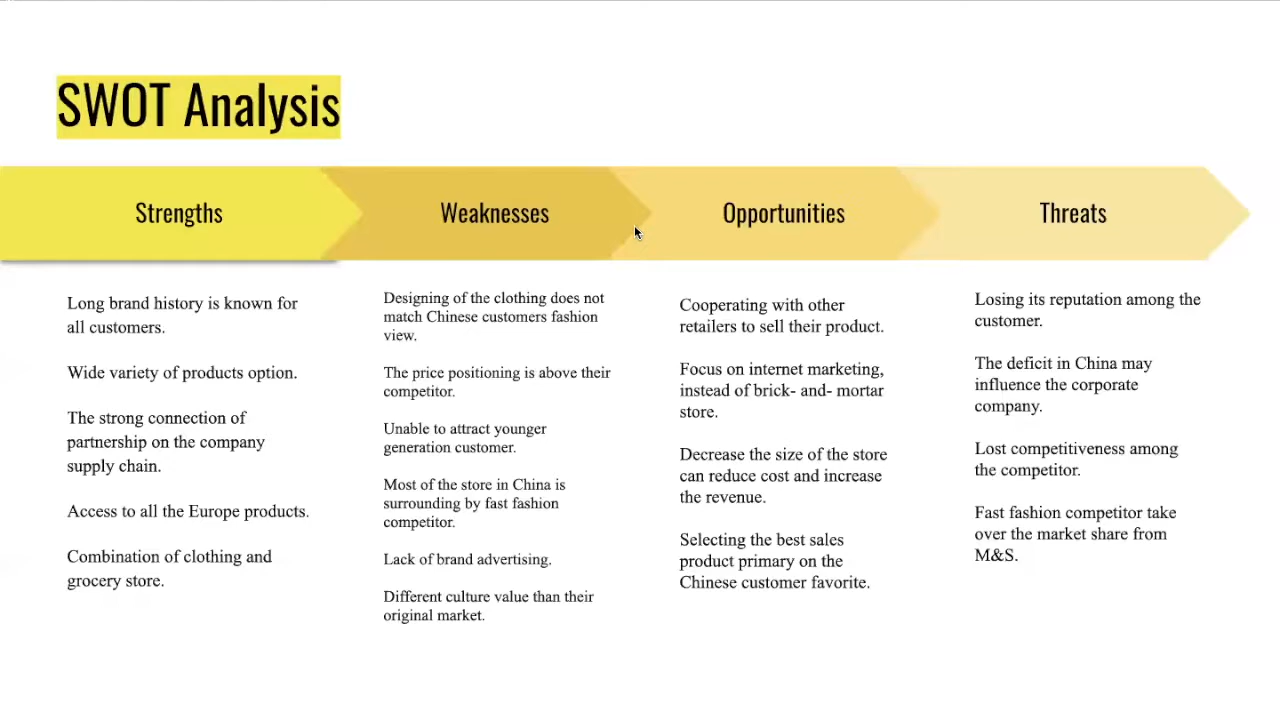 SWOT Analysis
Strengths
Weaknesses
Opportunities
Threats
Long brand history is known for
all customers.
Wide variety of products option.
The strong connection of
partnership on the company
supply chain.
Access to all the Europe products.
Combination of clothing and
grocery store.
Designing of the clothing does not
match Chinese customers fashion
view.
The price positioning is above their
competitor.
Unable to attract younger
generation customer.
Most of the store in China is
surrounding by fast fashion
competitor.
Lack of brand advertising.
Different culture value than their
original market.
Cooperating with other
retailers to sell their product.
Focus on internet marketing,
instead of brick- and- mortar
store.
Decrease the size of the store
can reduce cost and increase
the revenue.
Selecting the best sales
product primary on the
Chinese customer favorite.
Losing its reputation among the
customer.
The deficit in China may
influence the corporate
company.
Lost competitiveness among
the competitor.
Fast fashion competitor take
over the market share from
M&S.